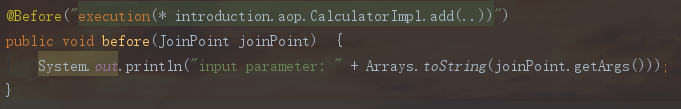 @Before("execution(* introduction.aop.CalculatorImpl.add(..))")
public void before(JoinPoint joinPoint)  {
    System.out.println("input parameter: " + Arrays.toString(joinPoint.getArgs()));
}